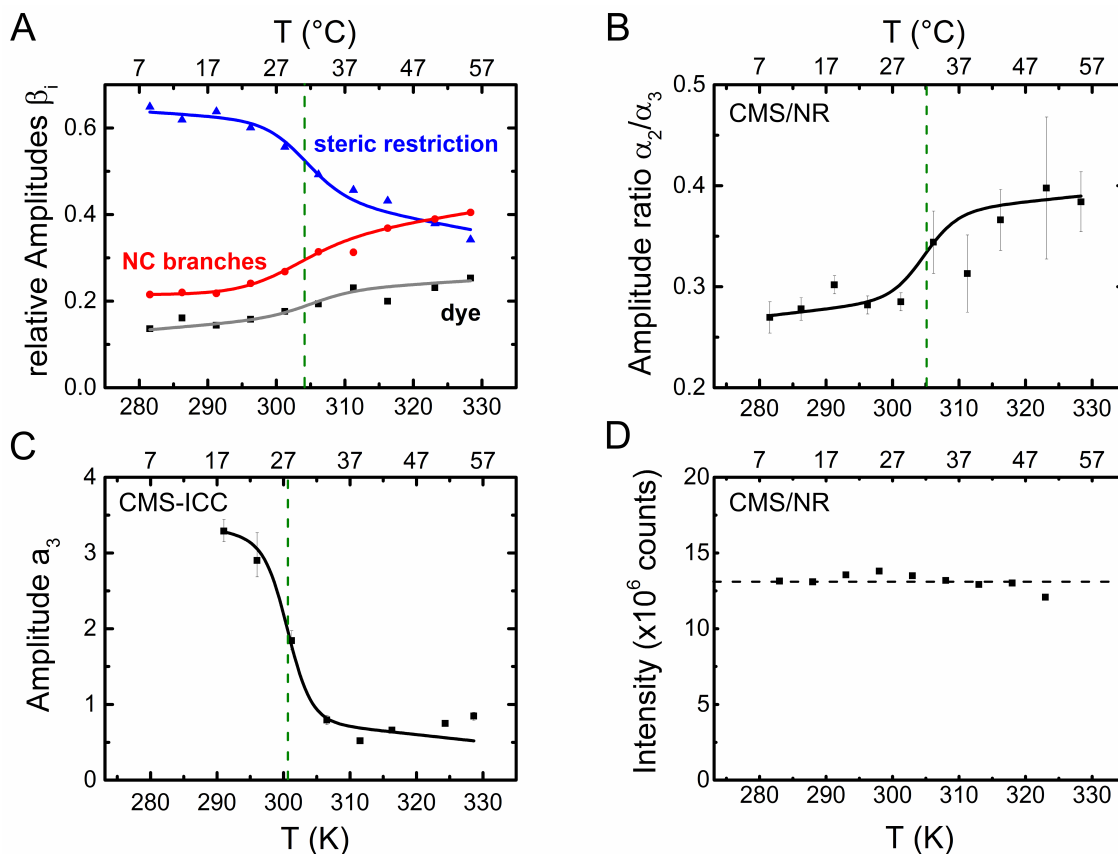 A
T (°C)
7 17 27 37 47 57
relative Amplitudes βi
0.6
0.4
0.2
0.0
steric restriction
NC branches
dye
280 290 300 310 320 330
B
T (°C)
7 17 27 37 47 57
CMS/NR
Amplitude ratio α2/α3
0.5
0.4
0.3
0.2
280 290 300 310 320 330
C
7 17 27 37 47 57
CMS-ICC
Amplitude a3
4
3
2
1
0
280 290 300 310 320 330
T (K)
D
7 17 27 37 47 57
CMS/NR
Intensity (x10^6 counts)
20
15
10
5
0
280 290 300 310 320 330
T (K)